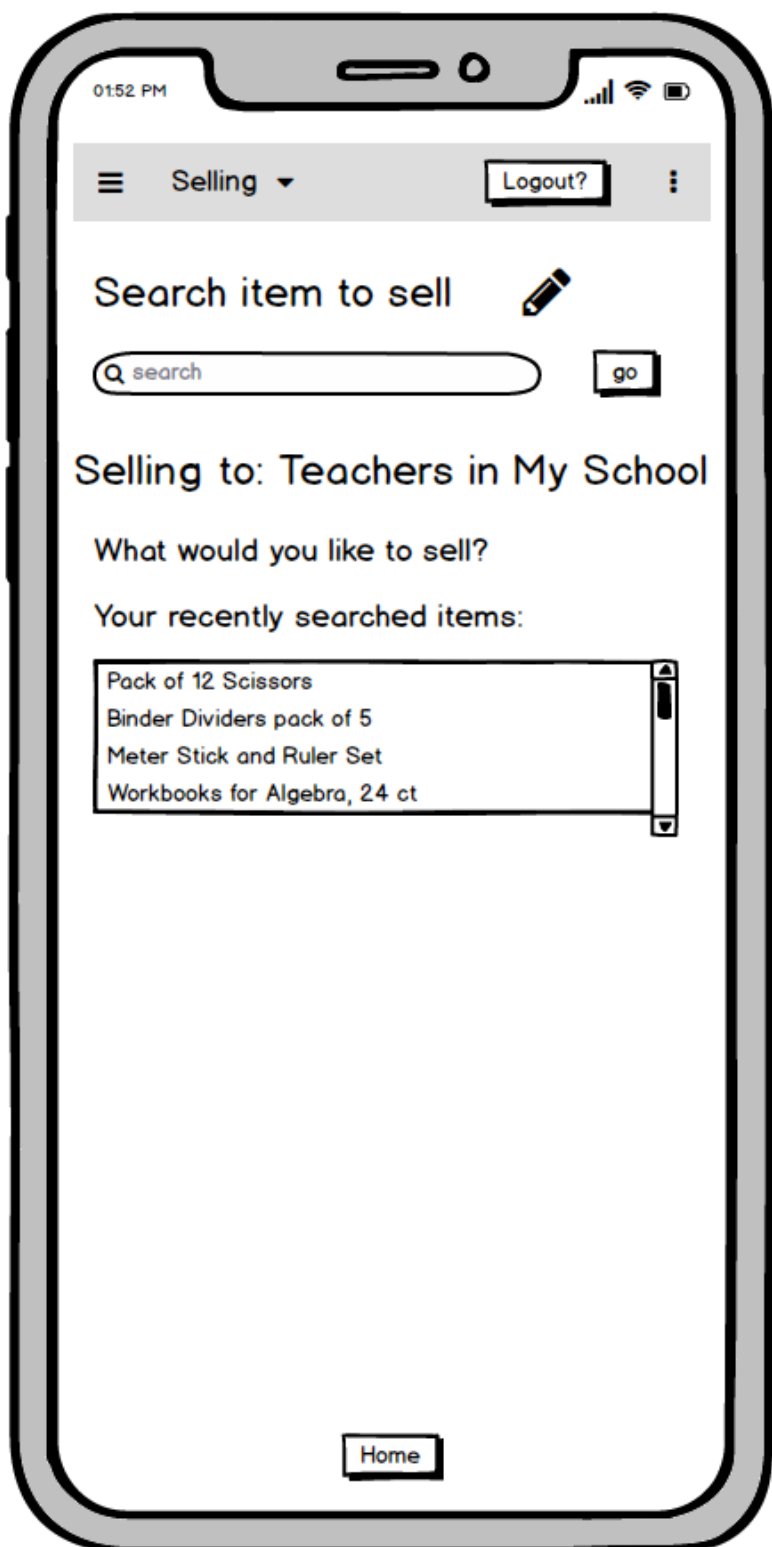 01:52 PM
Selling Logout?
Search item to sell
search go
Selling to: Teachers in My School
What would you like to sell?
Your recently searched items:
Pack of 12 Scissors
Binder Dividers pack of 5
Meter Stick and Ruler Set
Workbooks for Algebra, 24 ct
Home